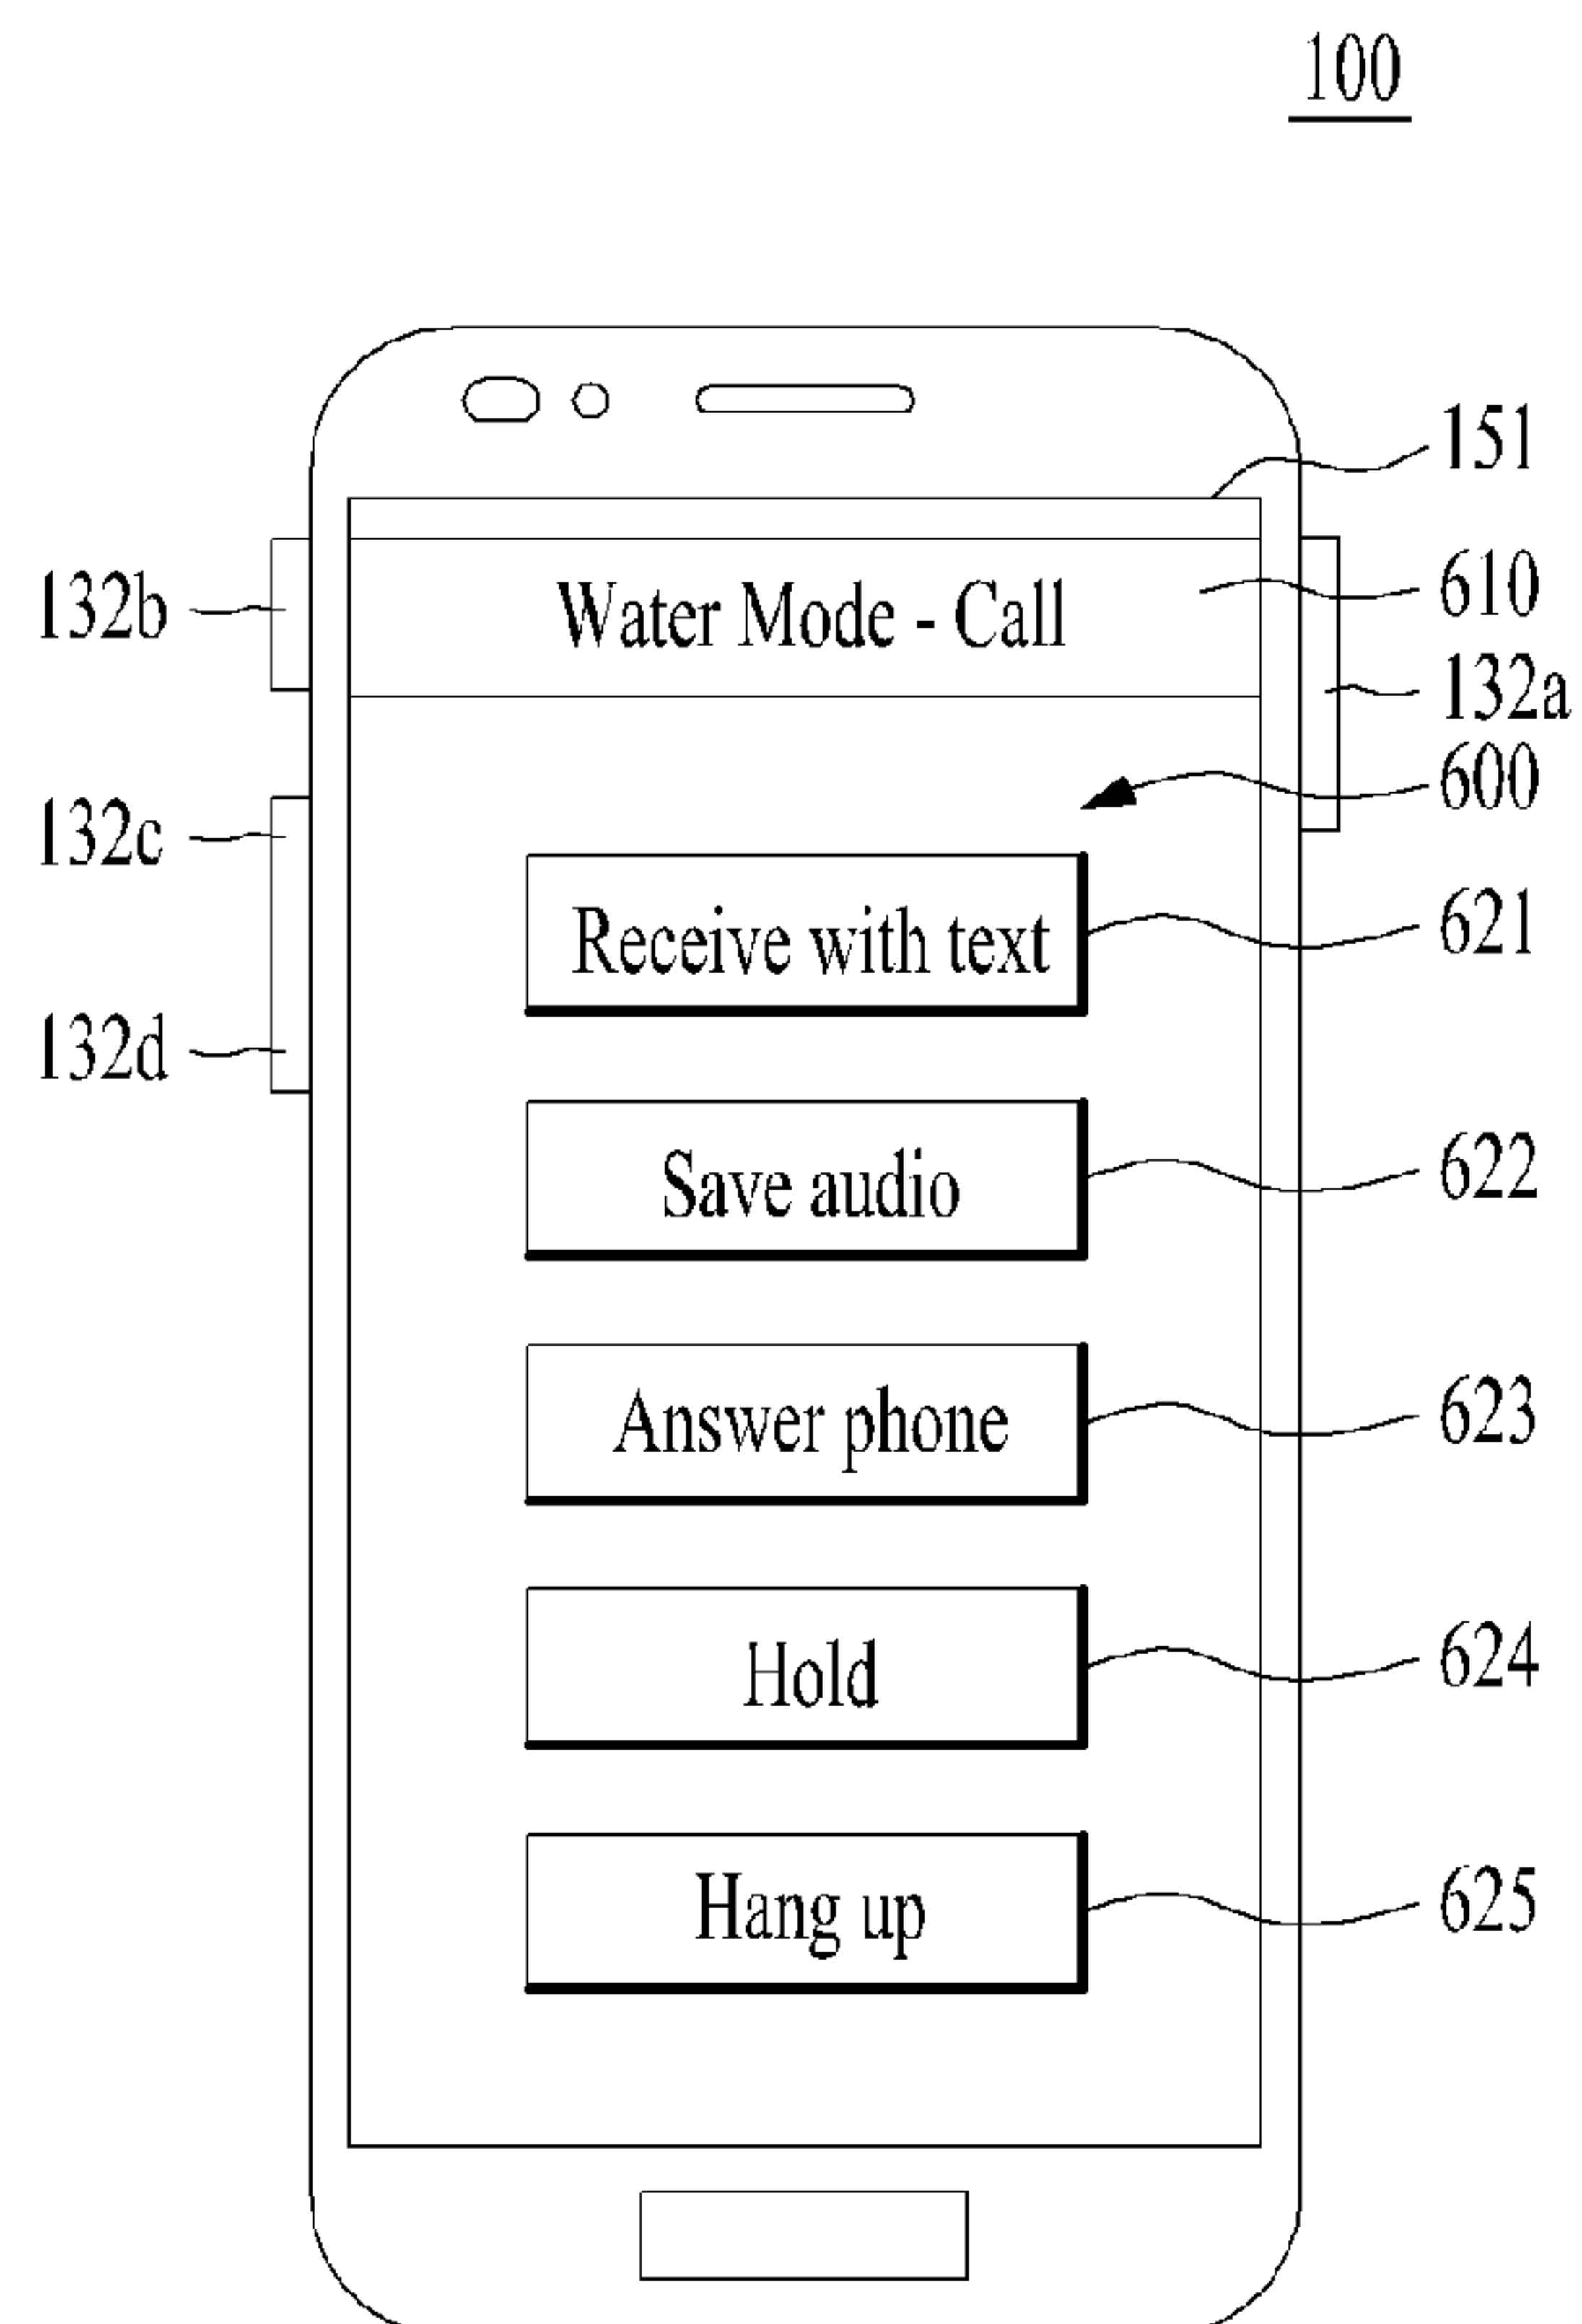 100
151
132b
Water Mode - Call
610
132a
600
132c
Receive with text
621
132d
Save audio
622
Answer phone
623
Hold
624
Hang up
625